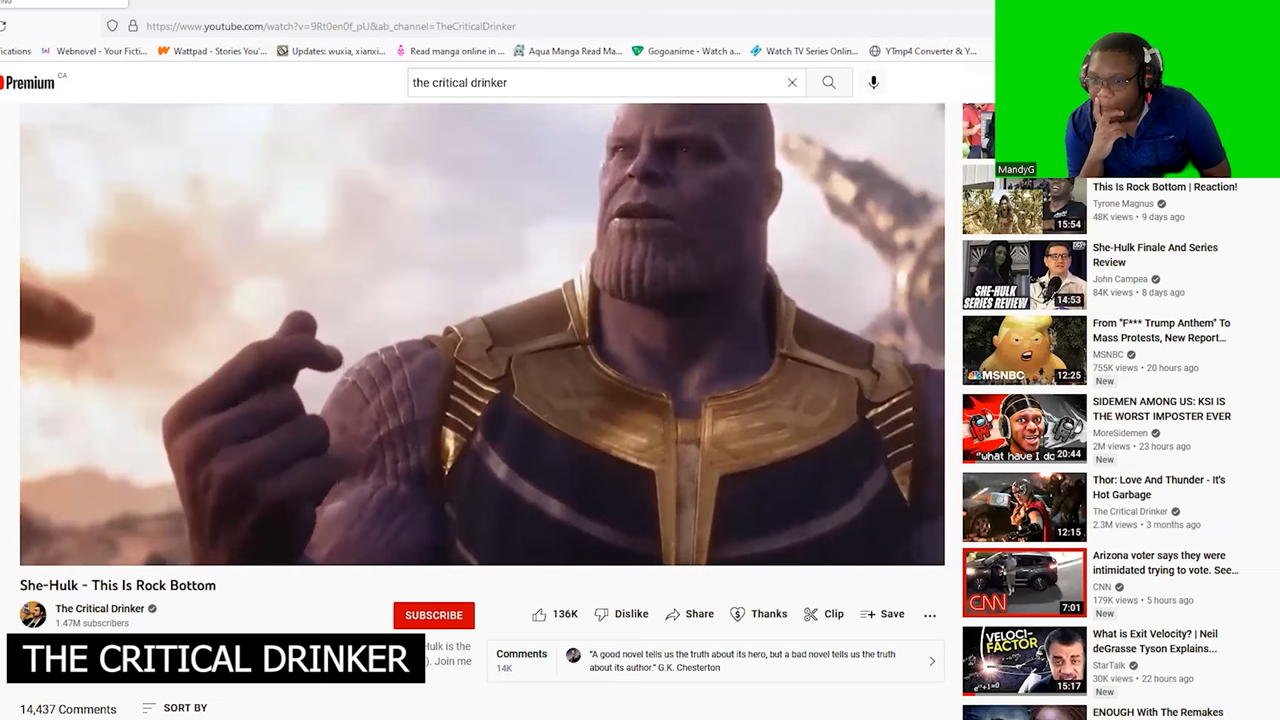 https://www.youtube.com/watch?v=9Rt0en0f_pU&ab_channel=TheCriticalDrinker
ications
Webnovel - Your Ficti...
Wattpad - Stories You'...
Updates: wuxia, xianxi...
Read manga online in ...
Aqua Manga Read Ma...
Gogoanime - Watch a...
Watch TV Series Onlin...
YTmp4 Converter & Y...
Premium CA
the critical drinker
MandyG
This Is Rock Bottom | Reaction!
Tyrone Magnus
48K views • 9 days ago
15:54
She-Hulk Finale And Series
Review
John Campea
84K views • 8 days ago
SHE-HULK
SERIES REVIEW
14:53
From "F*** Trump Anthem" To
Mass Protests, New Report...
MSNBC
755K views • 20 hours ago
New
MSNBC
12:25
SIDEMEN AMONG US: KSI IS
THE WORST IMPOSTER EVER
MoreSidemen
2M views • 23 hours ago
New
"what have I do
20:44
Thor: Love And Thunder - It's
Hot Garbage
The Critical Drinker
2.3M views • 3 months ago
12:15
Arizona voter says they were
intimidated trying to vote. See...
CNN
179K views • 5 hours ago
New
CNN
7:01
What is Exit Velocity? | Neil
deGrasse Tyson Explains...
StarTalk
30K views • 22 hours ago
New
VELOCI-
FACTOR
15:17
ENOUGH With The Remakes
She-Hulk - This Is Rock Bottom
The Critical Drinker
1.47M subscribers
SUBSCRIBE
136K
Dislike
Share
Thanks
Clip
Save
Hulk is the
). Join me
THE CRITICAL DRINKER
Comments
14K
"A good novel tells us the truth about its hero, but a bad novel tells us the truth
about its author." G.K. Chesterton
14,437 Comments
SORT BY